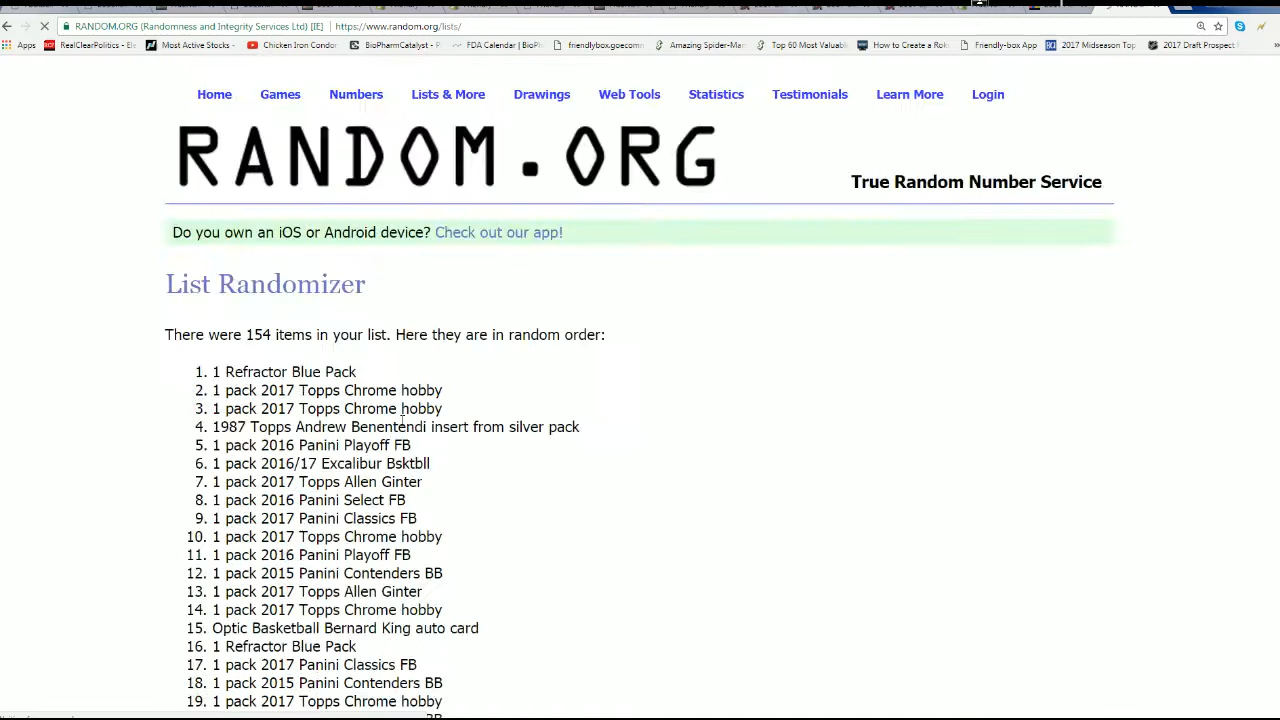 RANDOM.ORG (Randomness and Integrity Services Ltd) [IE] https://www.random.org/lists/
Apps RealClearPolitics - Ele Most Active Stocks - Chicken Iron Condor BioPharmCatalyst - FDA Calendar | BioPh friendlybox.goecomm Amazing Spider-Man Top 60 Most Valuable How to Create a Friendly-box App 2017 Midseason Top 2017 Draft Prospect »
Home Games Numbers Lists & More Drawings Web Tools Statistics Testimonials Learn More Login
RANDOM.ORG
True Random Number Service
Do you own an iOS or Android device? Check out our app!
List Randomizer
There were 154 items in your list. Here they are in random order:
1. 1 Refractor Blue Pack
2. 1 pack 2017 Topps Chrome hobby
3. 1 pack 2017 Topps Chrome hobby
4. 1987 Topps Andrew Benentendi insert from silver pack
5. 1 pack 2016 Panini Playoff FB
6. 1 pack 2016/17 Excalibur Bsktbll
7. 1 pack 2017 Topps Allen Ginter
8. 1 pack 2016 Panini Select FB
9. 1 pack 2017 Panini Classics FB
10. 1 pack 2017 Topps Chrome hobby
11. 1 pack 2016 Panini Playoff FB
12. 1 pack 2015 Panini Contenders BB
13. 1 pack 2017 Topps Allen Ginter
14. 1 pack 2017 Topps Chrome hobby
15. Optic Basketball Bernard King auto card
16. 1 Refractor Blue Pack
17. 1 pack 2017 Panini Classics FB
18. 1 pack 2015 Panini Contenders BB
19. 1 pack 2017 Topps Chrome hobby